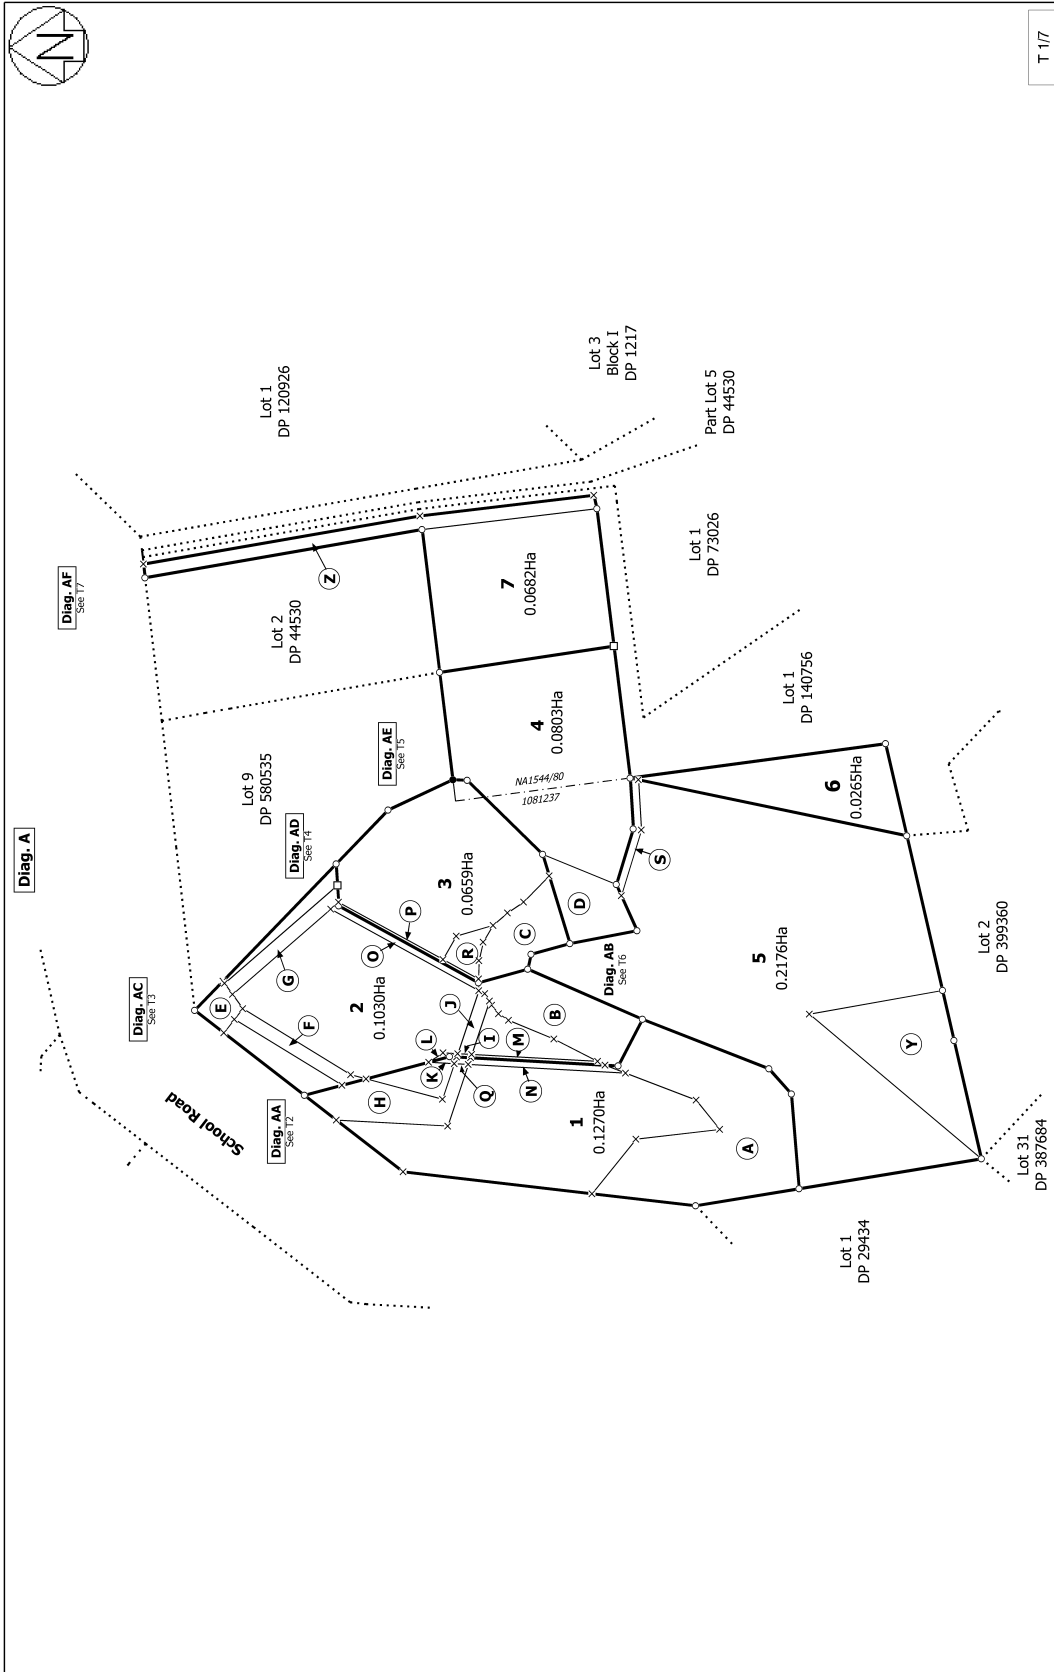 N
T 1/7
Diag. A
Lot 1
DP 120926
Lot 3
Block I
DP 1217
Part Lot 5
DP 44530
Diag. AF
See T7
Z
Lot 2
DP 44530
7
0.0682Ha
Lot 1
DP 73026
Lot 9
DP 580535
Diag. AE
See T5
4
0.0803Ha
NA1544/80
1081237
Lot 1
DP 140756
6
0.0265Ha
Diag. AD
See T4
3
0.0659Ha
P
O
R
C
D
S
Diag. AC
See T3
E
G
F
2
0.1030Ha
Diag. AB
See T6
5
0.2176Ha
Lot 2
DP 399360
J
B
L
I
M
K
Q
N
H
School Road
Diag. AA
See T2
1
0.1270Ha
A
Y
Lot 31
DP 387684
Lot 1
DP 29434